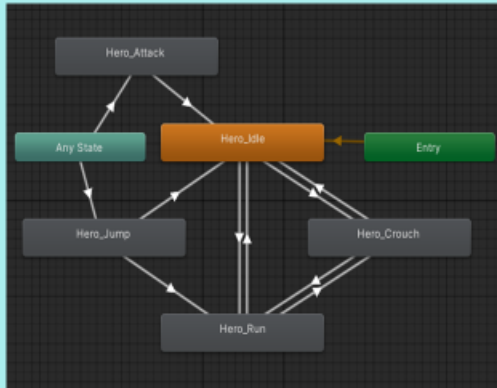 Hero_Attack
Any State
Hero_Idle
Entry
Hero_Jump
Hero_Crouch
Hero_Run